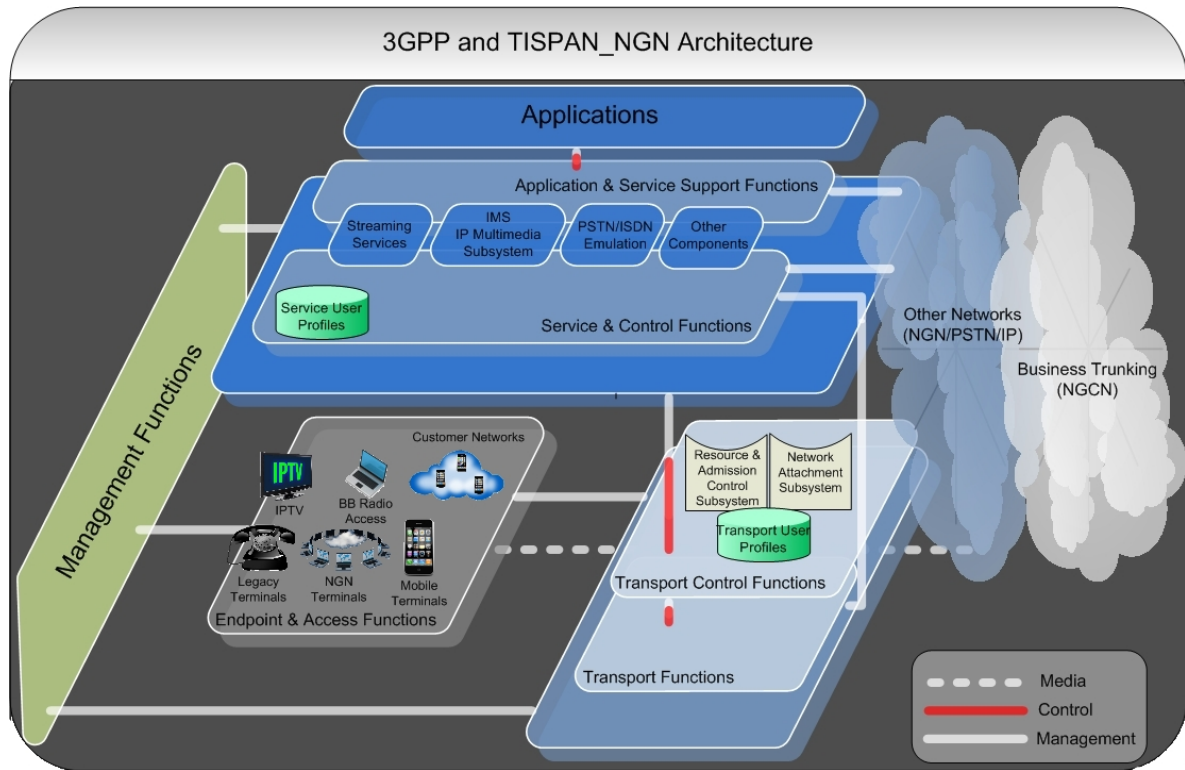 3GPP and TISPAN_NGN Architecture
Applications
Application & Service Support Functions
Streaming
Services
IMS
IP Multimedia
Subsystem
PSTN/ISDN
Emulation
Other
Components
Service User
Profiles
Service & Control Functions
Other Networks
(NGN/PSTN/IP)
Business Trunking
(NGCN)
Management Functions
Customer Networks
IPTV
IPTV
BB Radio
Access
Legacy
Terminals
NGN
Terminals
Mobile
Terminals
Endpoint & Access Functions
Resource &
Admission
Control
Subsystem
Network
Attachment
Subsystem
Transport User
Profiles
Transport Control Functions
Transport Functions
Media
Control
Management